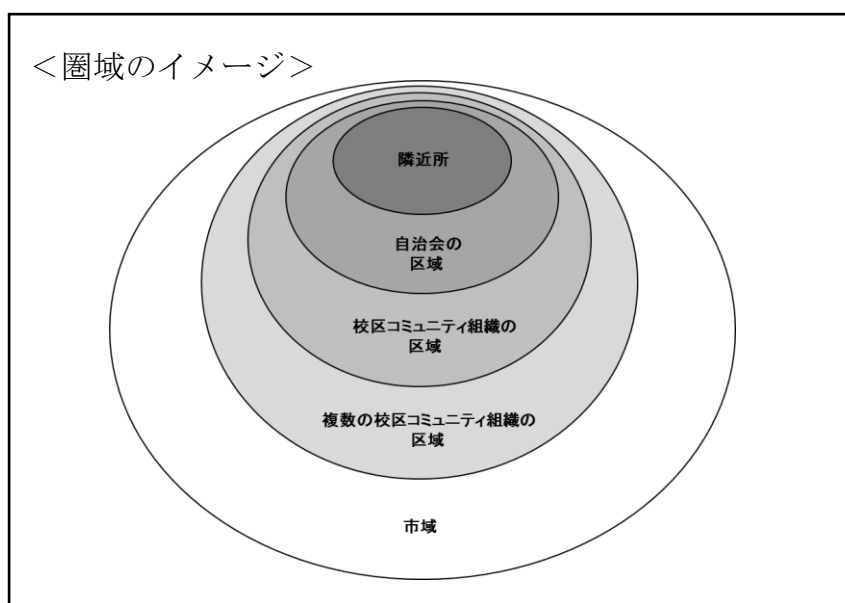 ＜圏域のイメージ＞
隣近所
自治会の
区域
校区コミュニティ組織の
区域
複数の校区コミュニティ組織の
区域
市域